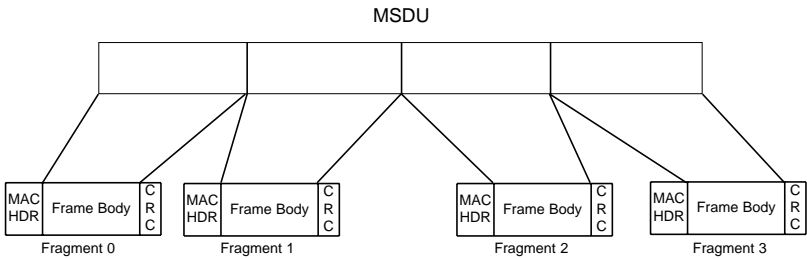 MSDU
MAC
HDR
Frame Body
C
R
C
Fragment 0
MAC
HDR
Frame Body
C
R
C
Fragment 1
MAC
HDR
Frame Body
C
R
C
Fragment 2
MAC
HDR
Frame Body
C
R
C
Fragment 3